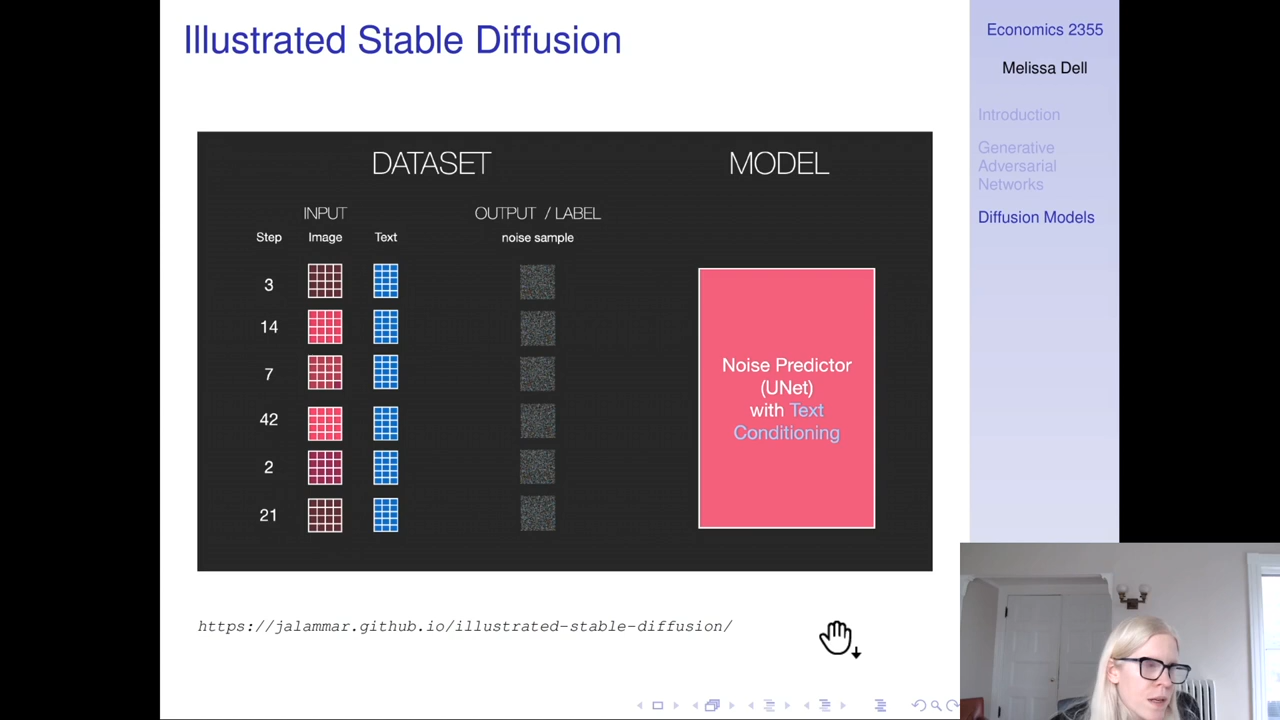 Illustrated Stable Diffusion
DATASET
MODEL
INPUT
OUTPUT / LABEL
Step
Image
Text
noise sample
3
14
7
42
2
21
Noise Predictor
(UNet)
with Text
Conditioning
https://jalammar.github.io/illustrated-stable-diffusion/
Economics 2355
Melissa Dell
Introduction
Generative
Adversarial
Networks
Diffusion Models